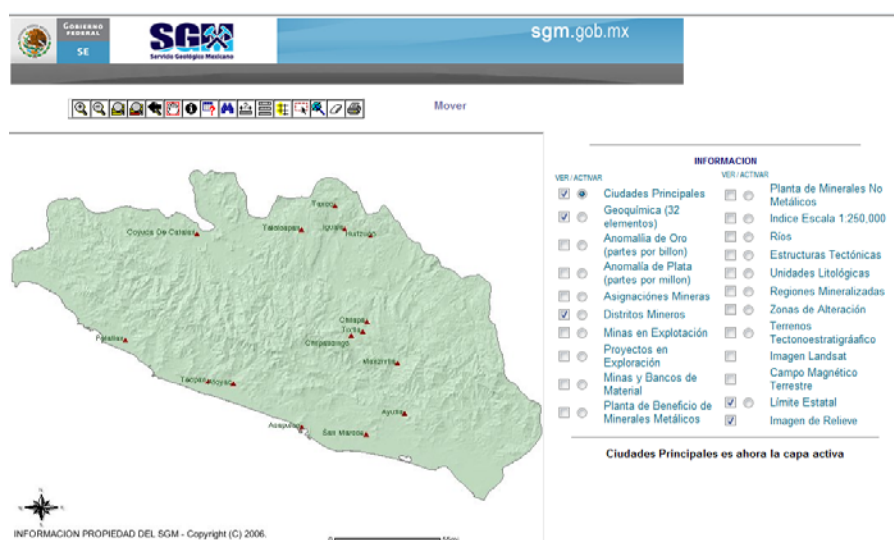 GOBIERNO
FEDERAL
SE
SGM
Servicio Geológico Mexicano
sgm.gob.mx
Mover
Taxco
Coyuca De Catalan
Iguala
Huitzuco
Chilapa
Tixtla
Chilpancingo
Petatlan
Tecpan
Atoyac
Ayutla
Acapulco
San Marcos
INFORMACION PROPIEDAD DEL SGM - Copyright (C) 2006.
0
INFORMACION
VER / ACTIVAR
Ciudades Principales
Geoquímica (32
elementos)
Anomalíia de Oro
(partes por billon)
Anomalía de Plata
(partes por millon)
Asignaciónes Mineras
Distritos Mineros
Minas en Explotación
Proyectos en
Exploración
Minas y Bancos de
Material
Planta de Beneficio de
Minerales Metálicos
VER / ACTIVAR
Planta de Minerales No
Metálicos
Indice Escala 1:250,000
Ríos
Estructuras Tectónicas
Unidades Litológicas
Regiones Mineralizadas
Zonas de Alteración
Terrenos
Tectonoestratigráafico
Imagen Landsat
Campo Magnético
Terrestre
Límite Estatal
Imagen de Relieve
Ciudades Principales es ahora la capa activa